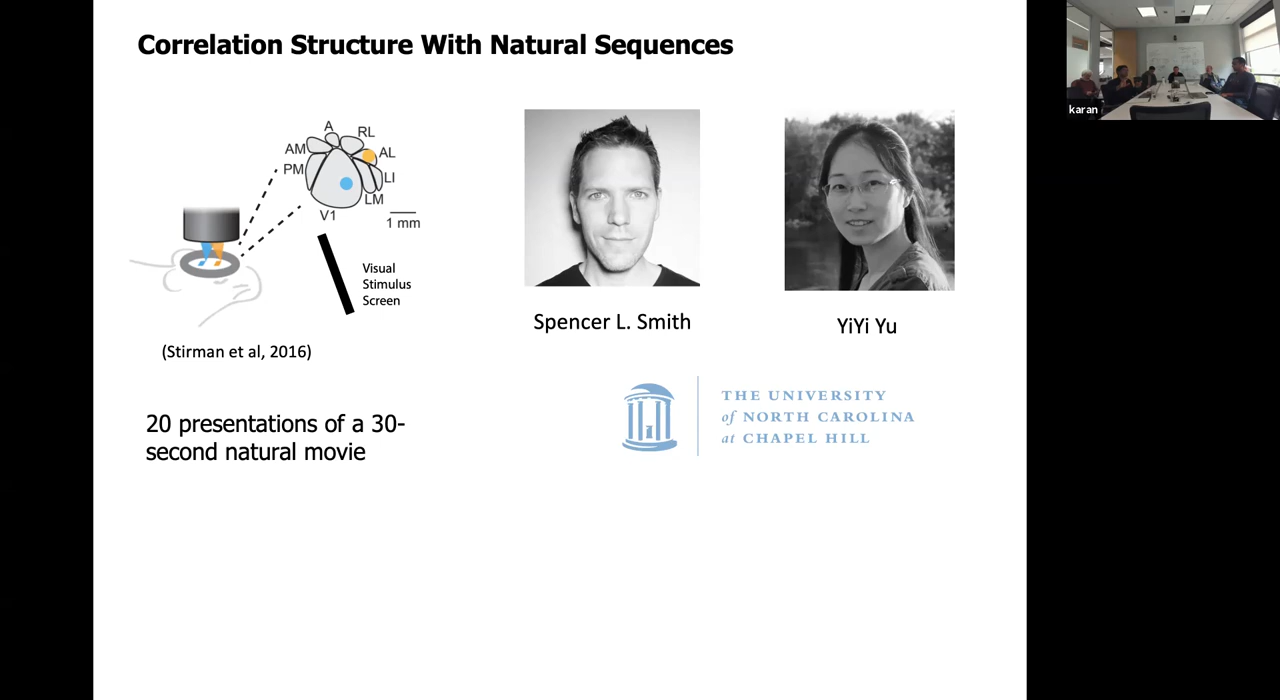 Correlation Structure With Natural Sequences
A
RL
AM
AL
PM
LI
LM
V1
1 mm
Visual
Stimulus
Screen
(Stirman et al, 2016)
Spencer L. Smith
YiYi Yu
THE UNIVERSITY
of NORTH CAROLINA
at CHAPEL HILL
20 presentations of a 30-
second natural movie
karan